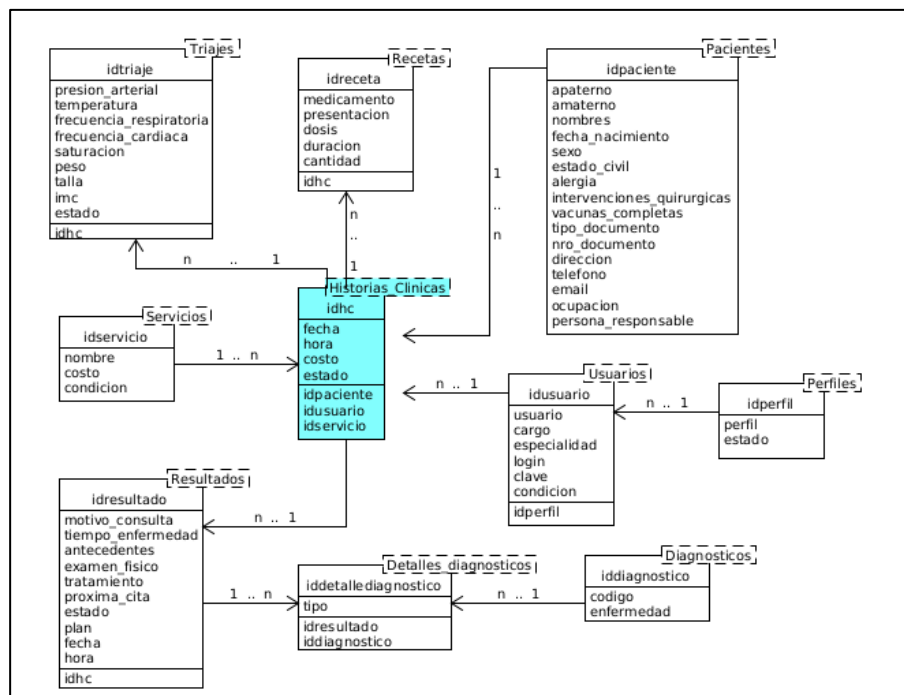 Triajes
idtriaje
presion_arterial
temperatura
frecuencia_respiratoria
frecuencia_cardiaca
saturacion
peso
talla
imc
estado
idhc
Recetas
idreceta
medicamento
presentacion
dosis
duracion
cantidad
idhc
Pacientes
idpaciente
apaterno
amaterno
nombres
fecha_nacimiento
sexo
estado_civil
alergia
intervenciones_quirurgicas
vacunas_completas
tipo_documento
nro_documento
direccion
telefono
email
ocupacion
persona_responsable
1
..
n
n
..
1
n .. 1
Historias_Clinicas
idhc
fecha
hora
costo
estado
idpaciente
idusuario
idservicio
Servicios
idservicio
nombre
costo
condicion
1 .. n
Usuarios
idusuario
usuario
cargo
especialidad
login
clave
condicion
idperfil
n .. 1
Perfiles
idperfil
perfil
estado
n .. 1
Resultados
idresultado
motivo_consulta
tiempo_enfermedad
antecedentes
examen_fisico
tratamiento
proxima_cita
estado
plan
fecha
hora
idhc
n .. 1
1 .. n
Detalles_diagnosticos
iddetallediagnostico
tipo
idresultado
iddiagnostico
n .. 1
Diagnosticos
iddiagnostico
codigo
enfermedad